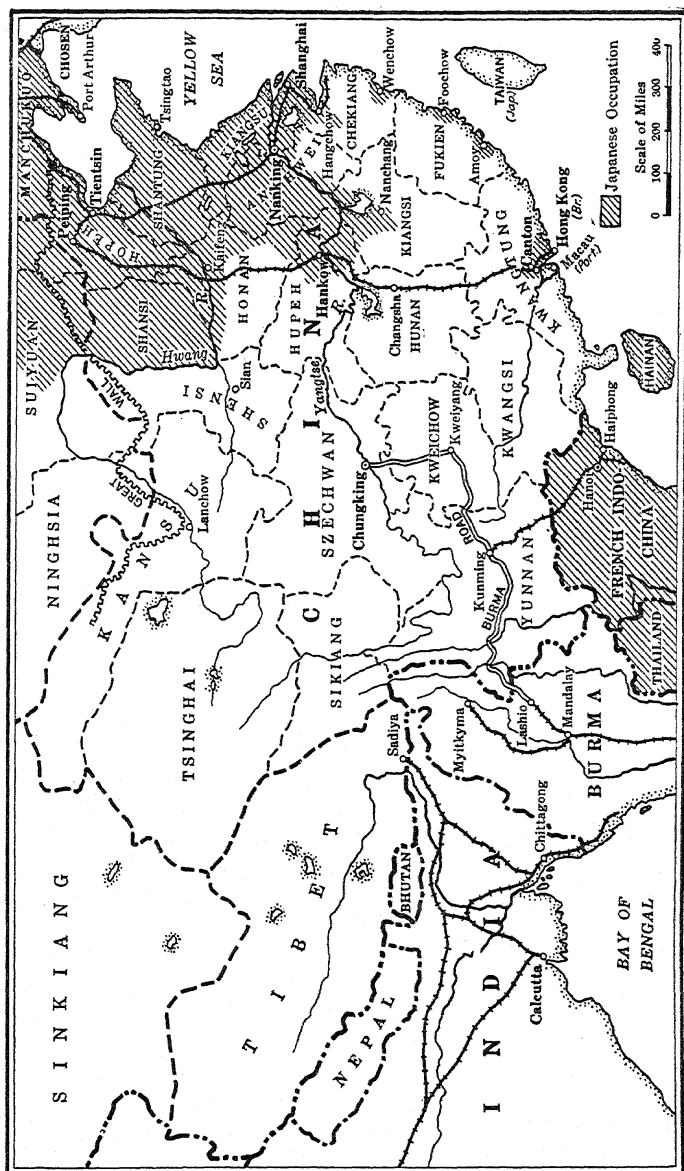 SINKIANG
NINGHSIA
SUIYUAN
MANCHUKUO
CHOSEN
Port Arthur
KANSU
GREAT
WALL
SHANSI
HOPEH
Peiping
Tientsin
TSINGHAI
Lanchow
SHENSI
Sian
Hwang
R.
HONAN
Kaifeng
SHANTUNG
Tsingtao
YELLOW
SEA
TIBET
SIKIANG
CHINA
SZECHWAN
Yangtse
R.
HUPEH
Hankow
ANHWEI
KIANGSU
Nanking
Shanghai
Hangchow
CHEKIANG
Wenchow
NEPAL
BHUTAN
Sadiya
Chungking
KWEICHOW
Kweiyang
Changsha
HUNAN
KIANGSI
Nanchang
FUKIEN
Foochow
Amoy
TAIWAN
(Jap.)
INDIA
Myitkyma
Lashio
Mandalay
BURMA
BURMA
ROAD
Kunming
YUNNAN
KWANGSI
KWANGTUNG
Canton
Hong Kong
(Br.)
Macau
(Port.)
Calcutta
Chittagong
BAY OF
BENGAL
THAILAND
FRENCH INDO-
CHINA
Hanoi
Haiphong
HAINAN
Japanese Occupation
Scale of Miles
0 100 200 300 400